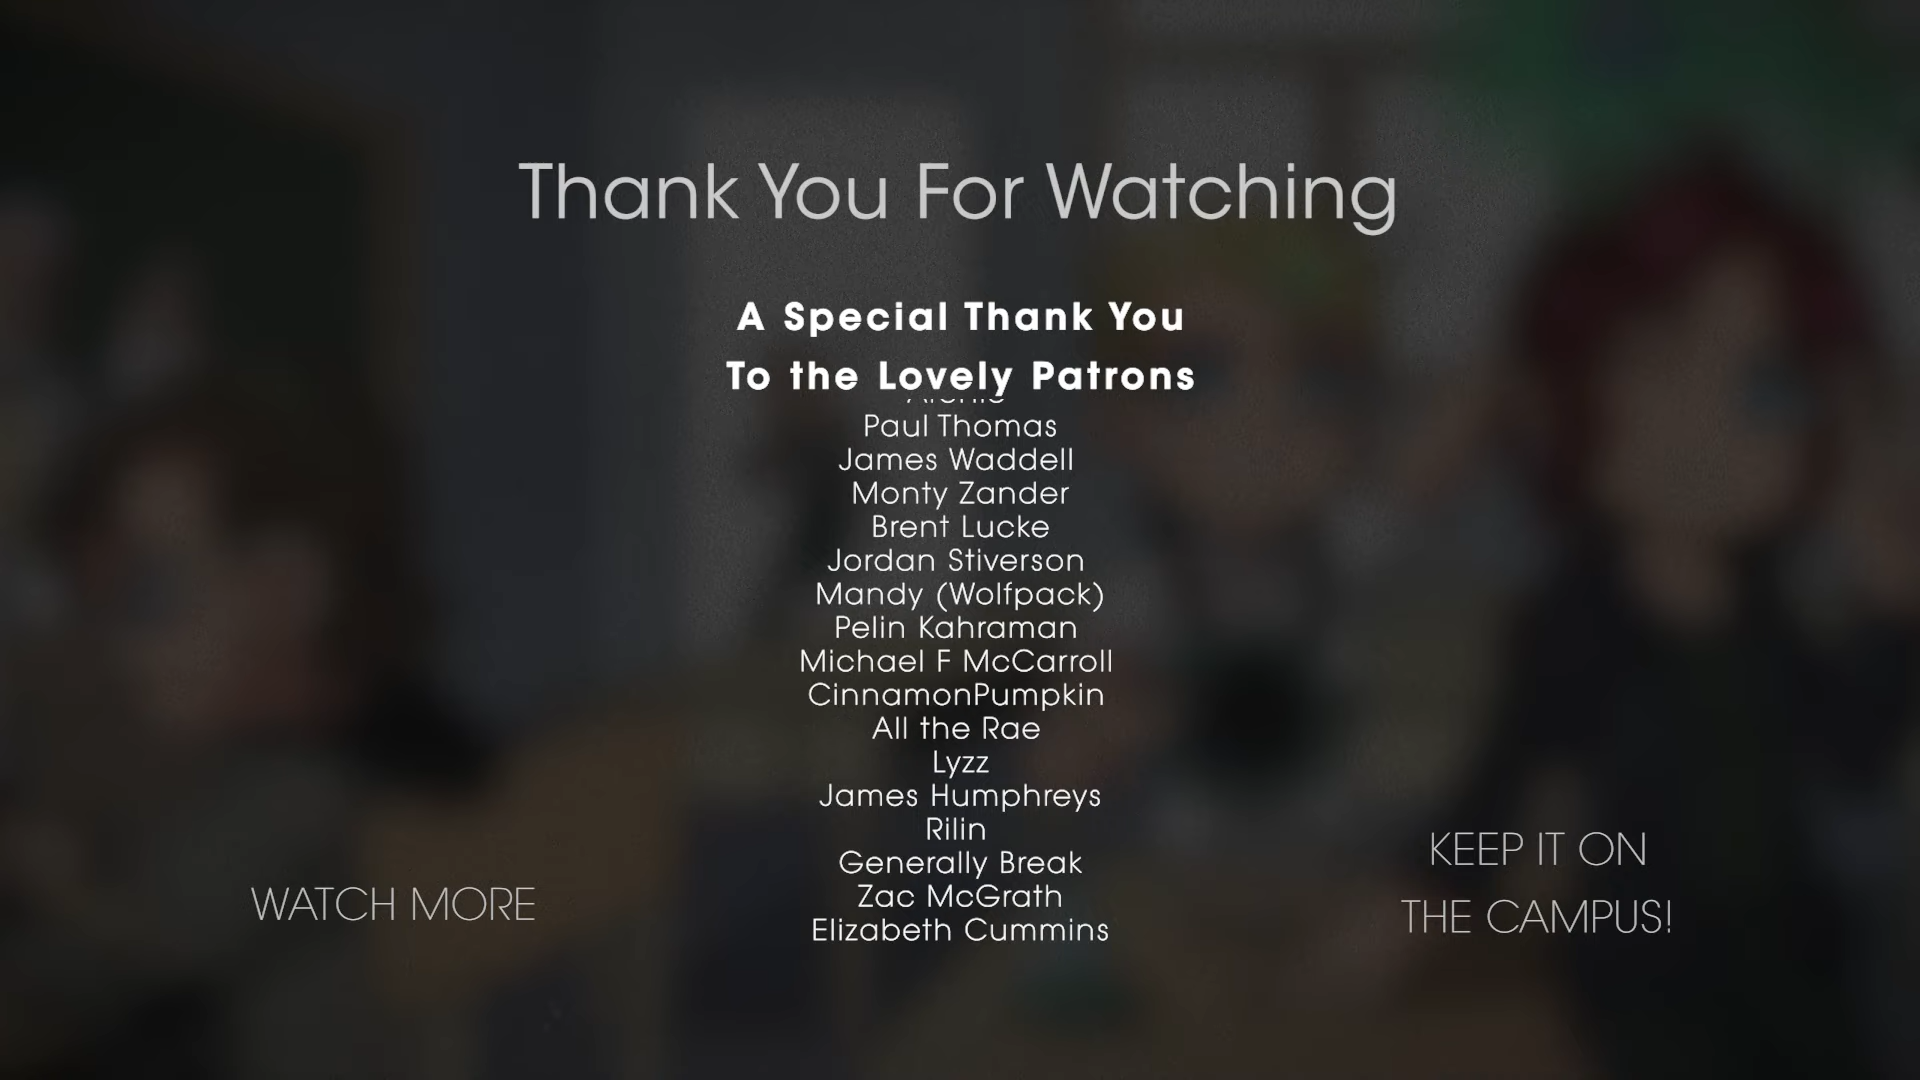 Thank You For Watching
A Special Thank You
To the Lovely Patrons
Paul Thomas
James Waddell
Monty Zander
Brent Lucke
Jordan Stiverson
Mandy (Wolfpack)
Pelin Kahraman
Michael F McCarroll
CinnamonPumpkin
All the Rae
Lyzz
James Humphreys
Rilin
Generally Break
Zac McGrath
Elizabeth Cummins
WATCH MORE
KEEP IT ON
THE CAMPUS!